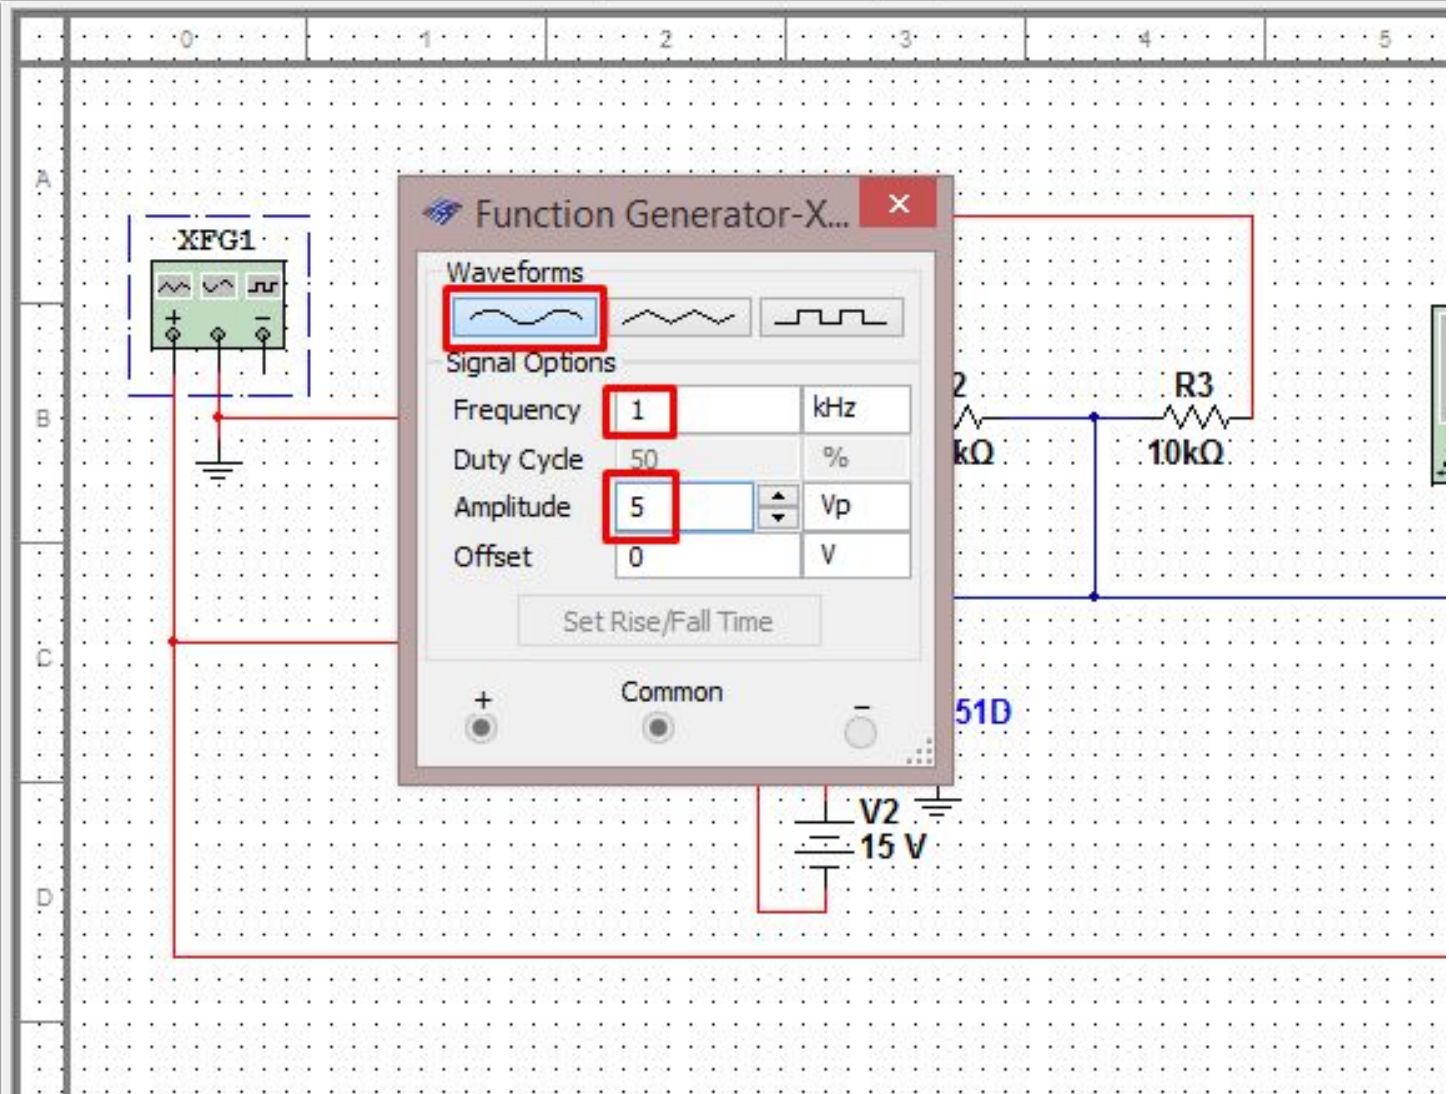 0 1 2 3 4 5
A
XFG1
+ −
B
C
D
Function Generator-X...
Waveforms
Signal Options
Frequency 1 kHz
Duty Cycle 50 %
Amplitude 5 Vp
Offset 0 V
Set Rise/Fall Time
+ Common −
2
kΩ
R3
10kΩ
51D
V2
15 V